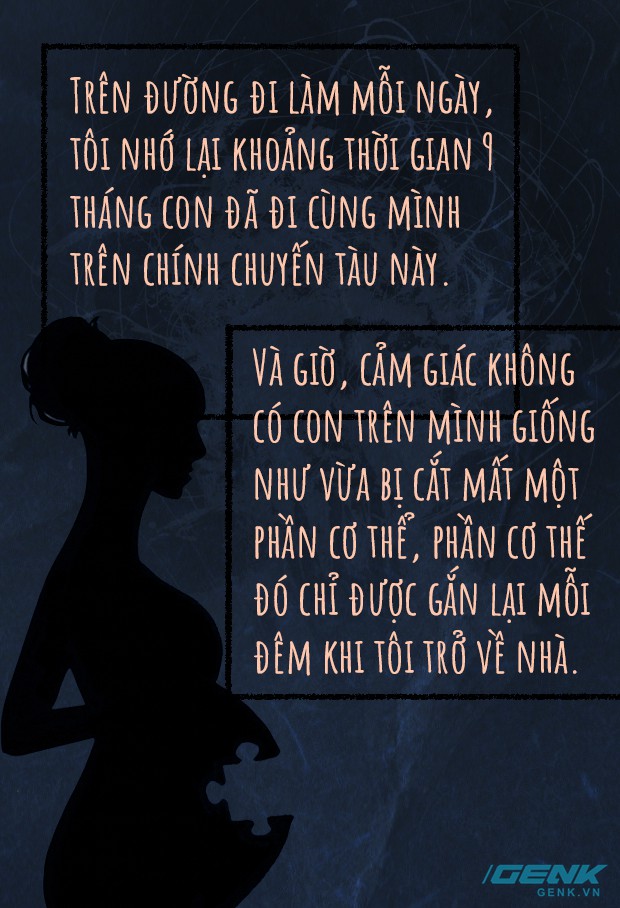 TRÊN ĐƯỜNG ĐI LÀM MỖI NGÀY,
TÔI NHỚ LẠI KHOẢNG THỜI GIAN 9
THÁNG CON ĐÃ ĐI CÙNG MÌNH
TRÊN CHÍNH CHUYẾN TÀU NÀY.
VÀ GIỜ, CẢM GIÁC KHÔNG
CÓ CON TRÊN MÌNH GIỐNG
NHƯ VỪA BỊ CẮT MẤT MỘT
PHẦN CƠ THỂ, PHẦN CƠ THẾ
ĐÓ CHỈ ĐƯỢC GẮN LẠI MỖI
ĐÊM KHI TÔI TRỞ VỀ NHÀ.
GENK
GENK.VN